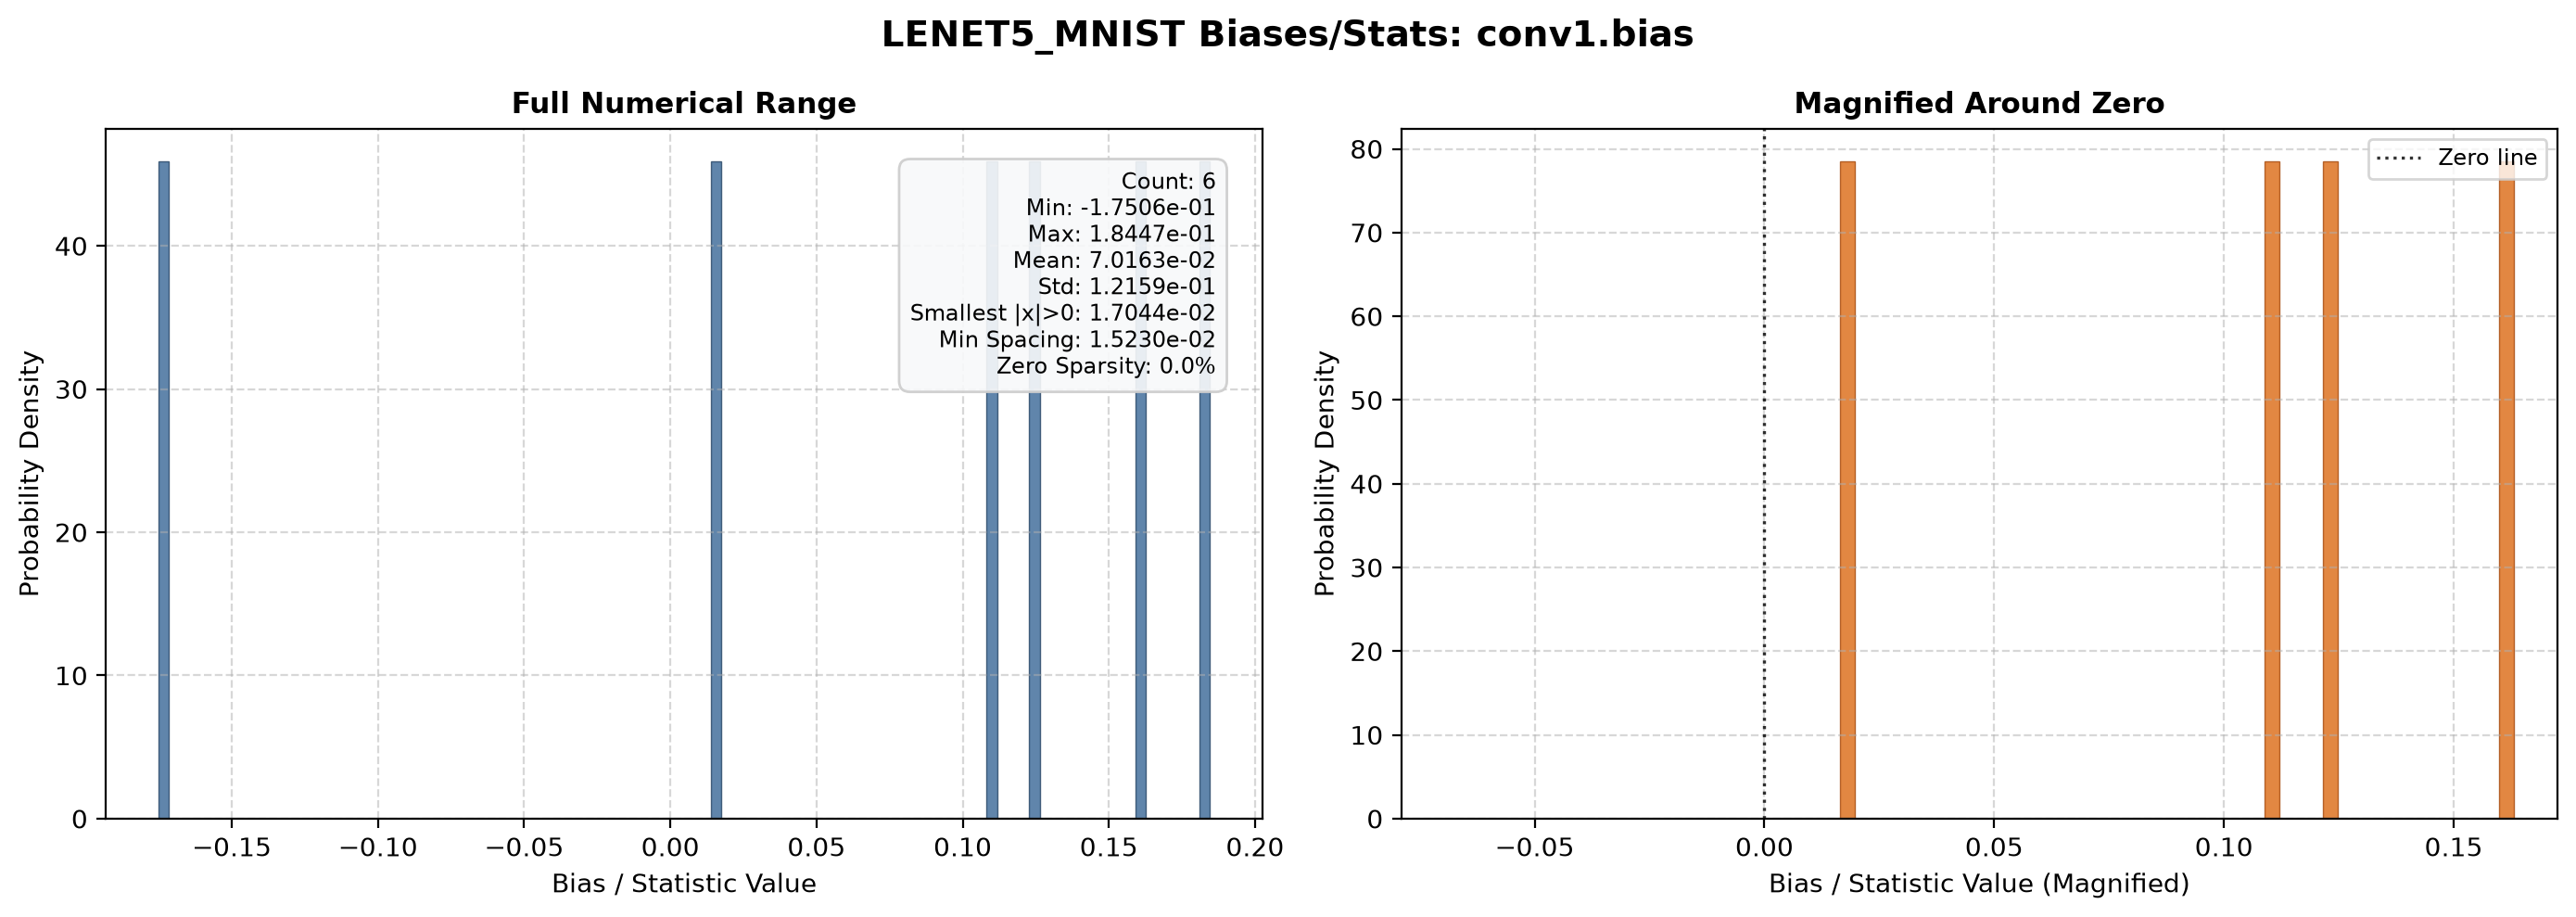 LENET5_MNIST Biases/Stats: conv1.bias
Full Numerical Range
Probability Density
40
30
20
10
0
Count: 6
Min: -1.7506e-01
Max: 1.8447e-01
Mean: 7.0163e-02
Std: 1.2159e-01
Smallest |x|>0: 1.7044e-02
Min Spacing: 1.5230e-02
Zero Sparsity: 0.0%
−0.15 −0.10 −0.05 0.00 0.05 0.10 0.15 0.20
Bias / Statistic Value
Magnified Around Zero
Probability Density
80
70
60
50
40
30
20
10
0
Zero line
−0.05 0.00 0.05 0.10 0.15
Bias / Statistic Value (Magnified)